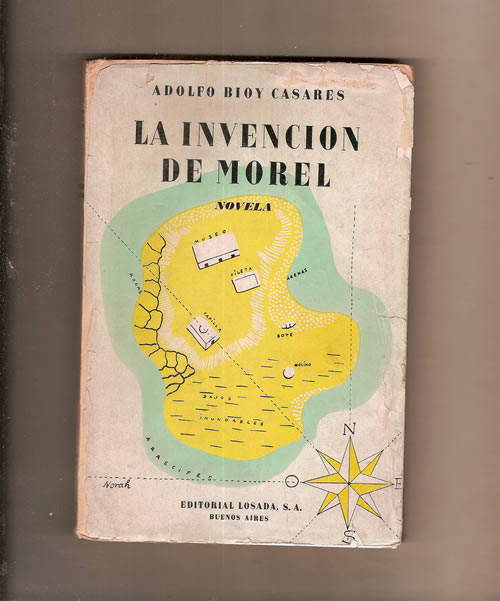 ADOLFO BIOY CASARES
LA INVENCION
DE MOREL
NOVELA
MUSEO
PILETA
ARENAS
ROCAS
CAPILLA
BOTE
MOLINO
BAJOS
INUNDABLES
ARRECIFES
N
O
E
S
Norah
EDITORIAL LOSADA, S. A.
BUENOS AIRES